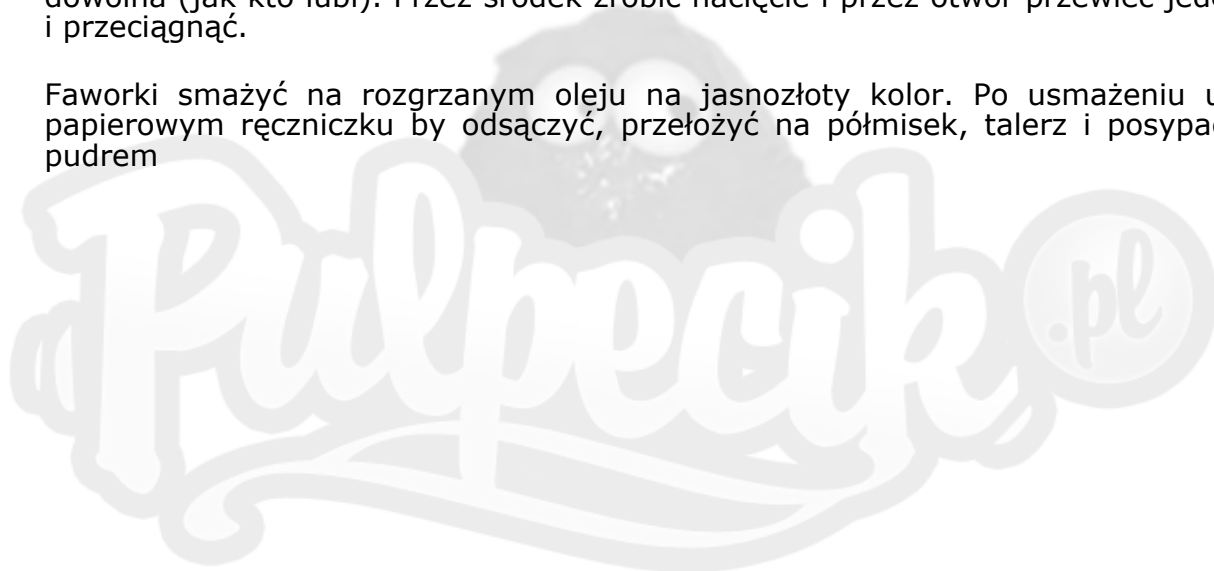 dowolna (jak kto lubi). Przez środek zrobić nacięcie i przez otwór przewlec
i przeciągnąć.
Faworki smażyć na rozgrzanym oleju na jasnozłoty kolor. Po usmażeniu
papierowym ręczniczku by odsączyć, przełożyć na półmisek, talerz i
pudrem
Pulpecik.pl